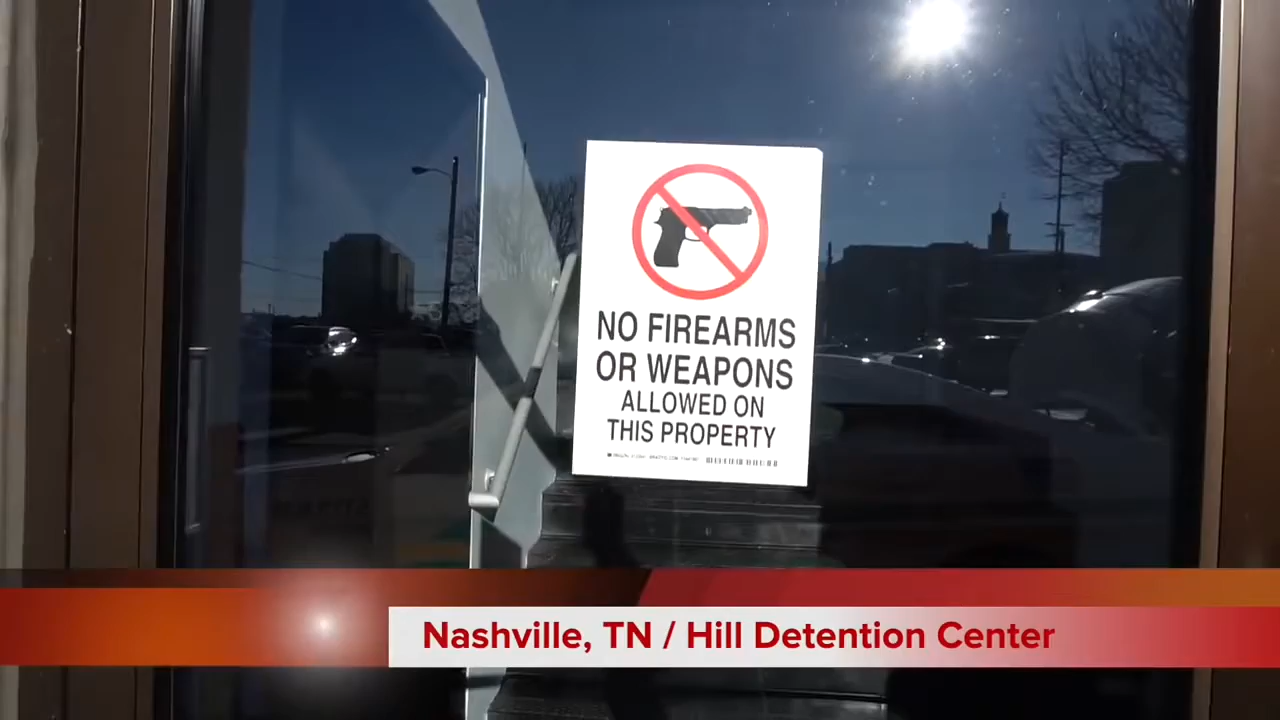 NO FIREARMS
OR WEAPONS
ALLOWED ON
THIS PROPERTY
Nashville, TN / Hill Detention Center